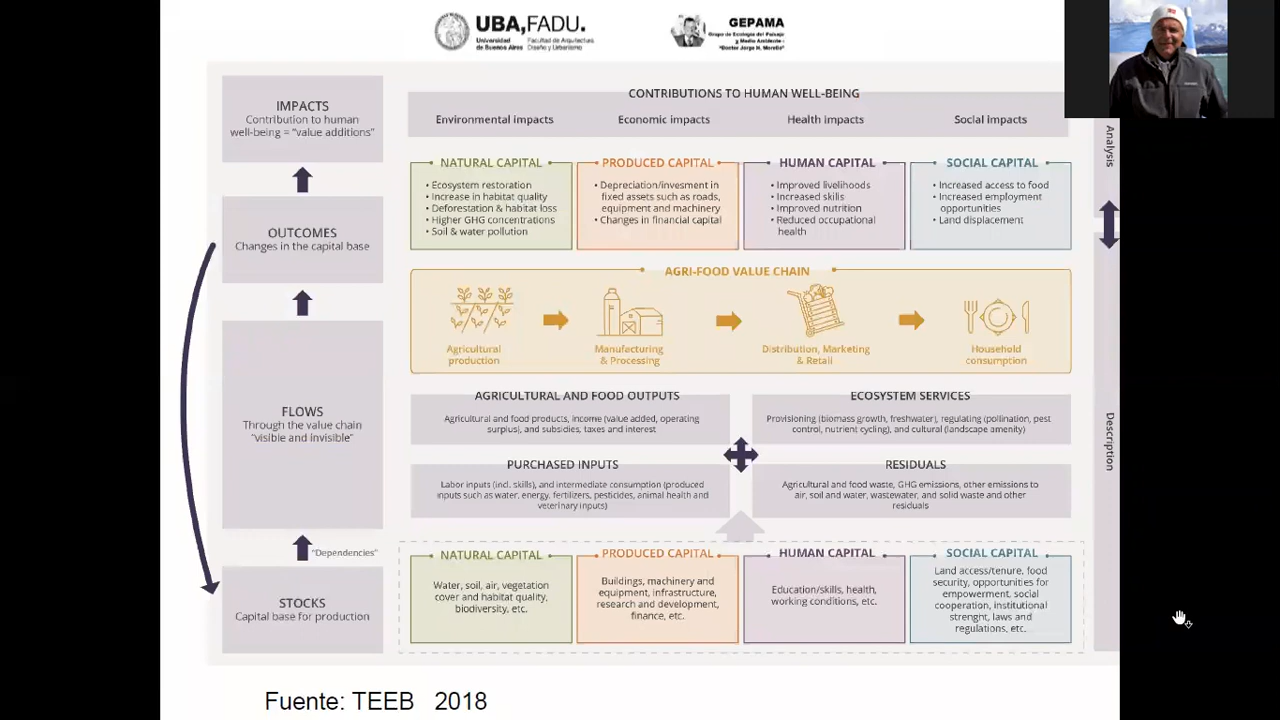 UBA,FADU.
Universidad
de Buenos Aires
Facultad de Arquitectura
Diseño y Urbanismo
GEPAMA
Grupo de Ecología del Paisaje
y Medio Ambiente
"Doctor Jorge H. Morello"
IMPACTS
Contribution to human
well-being = "value additions"
CONTRIBUTIONS TO HUMAN WELL-BEING
Environmental impacts
Economic impacts
Health impacts
Social impacts
Analysis
OUTCOMES
Changes in the capital base
NATURAL CAPITAL
• Ecosystem restoration
• Increase in habitat quality
• Deforestation & habitat loss
• Higher GHG concentrations
• Soil & water pollution
PRODUCED CAPITAL
• Depreciation/invesment in
fixed assets such as roads,
equipment and machinery
• Changes in financial capital
HUMAN CAPITAL
• Improved livelihoods
• Increased skills
• Improved nutrition
• Reduced occupational
health
SOCIAL CAPITAL
• Increased access to food
• Increased employment
opportunities
• Land displacement
FLOWS
Through the value chain
"visible and invisible"
AGRI-FOOD VALUE CHAIN
Agricultural
production
Manufacturing
& Processing
Distribution, Marketing
& Retail
Household
consumption
AGRICULTURAL AND FOOD OUTPUTS
Agricultural and food products, income (value added, operating
surplus), and subsidies, taxes and interest
ECOSYSTEM SERVICES
Provisioning (biomass growth, freshwater), regulating (pollination, pest
control, nutrient cycling), and cultural (landscape amenity)
PURCHASED INPUTS
Labor inputs (incl. skills), and intermediate consumption (produced
inputs such as water, energy, fertilizers, pesticides, animal health and
veterinary inputs)
RESIDUALS
Agricultural and food waste, GHG emissions, other emissions to
air, soil and water, wastewater, and solid waste and other
residuals
Description
"Dependencies"
STOCKS
Capital base for production
NATURAL CAPITAL
Water, soil, air, vegetation
cover and habitat quality,
biodiversity, etc.
PRODUCED CAPITAL
Buildings, machinery and
equipment, infrastructure,
research and development,
finance, etc.
HUMAN CAPITAL
Education/skills, health,
working conditions, etc.
SOCIAL CAPITAL
Land access/tenure, food
security, opportunities for
empowerment, social
cooperation, institutional
strenght, laws and
regulations, etc.
Fuente: TEEB 2018